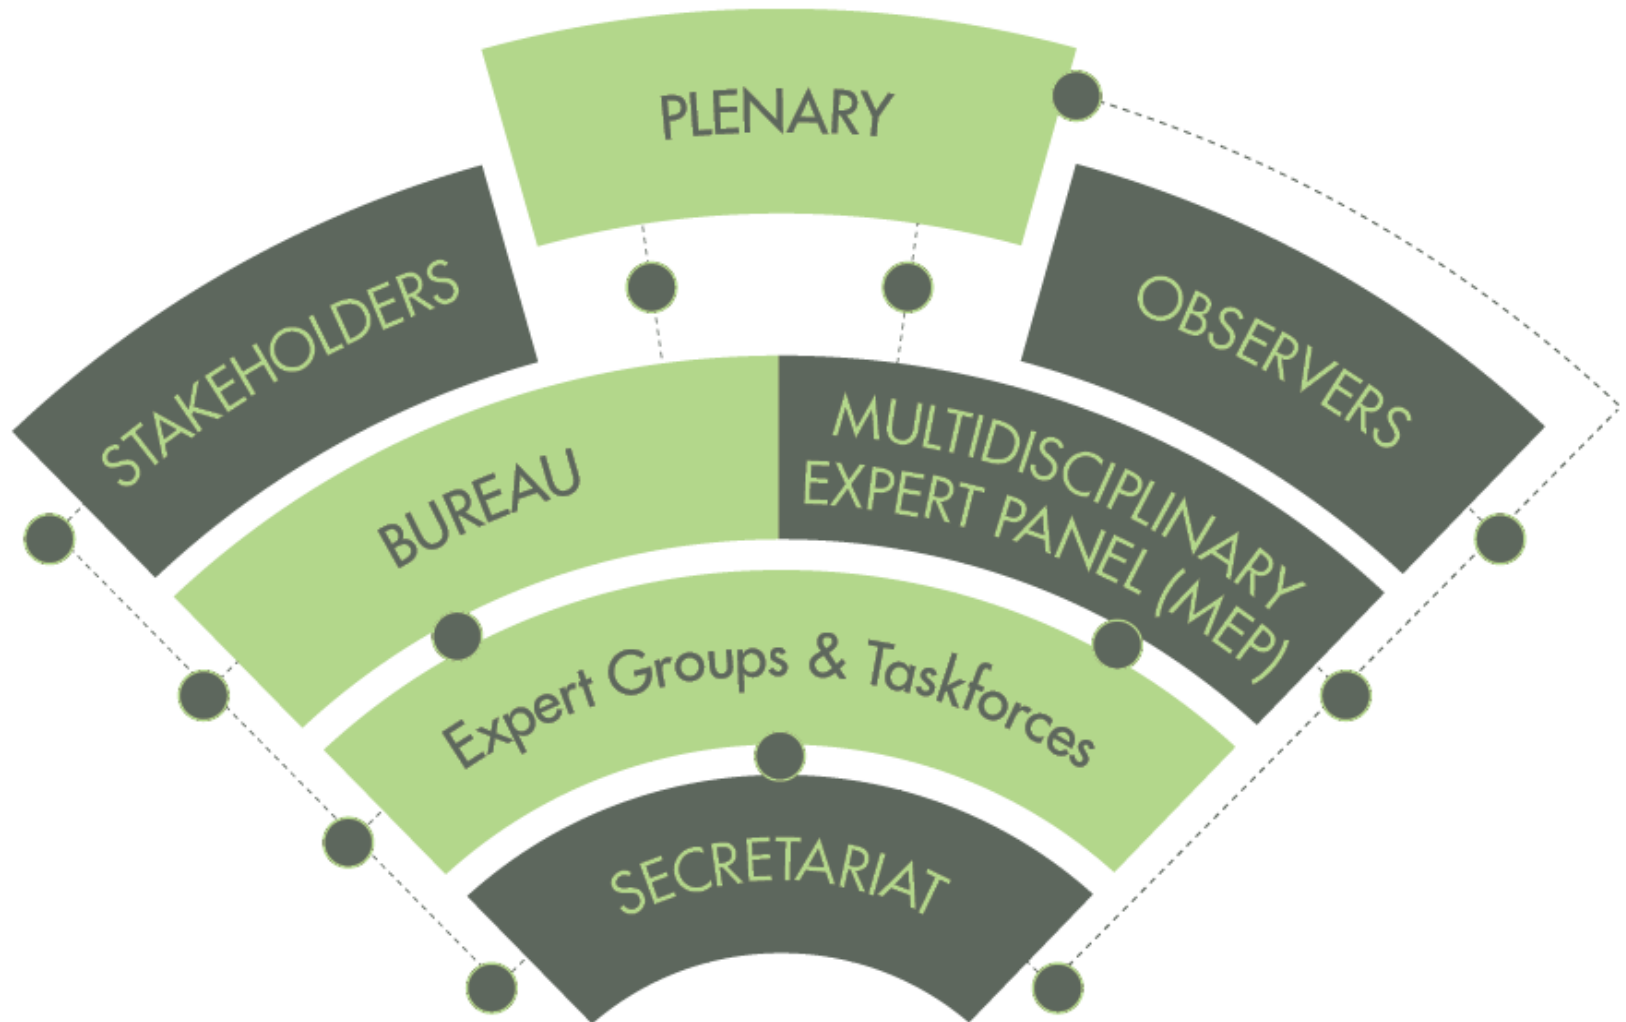 PLENARY
STAKEHOLDERS
OBSERVERS
BUREAU
MULTIDISCIPLINARY
EXPERT PANEL (MEP)
Expert Groups & Taskforces
SECRETARIAT